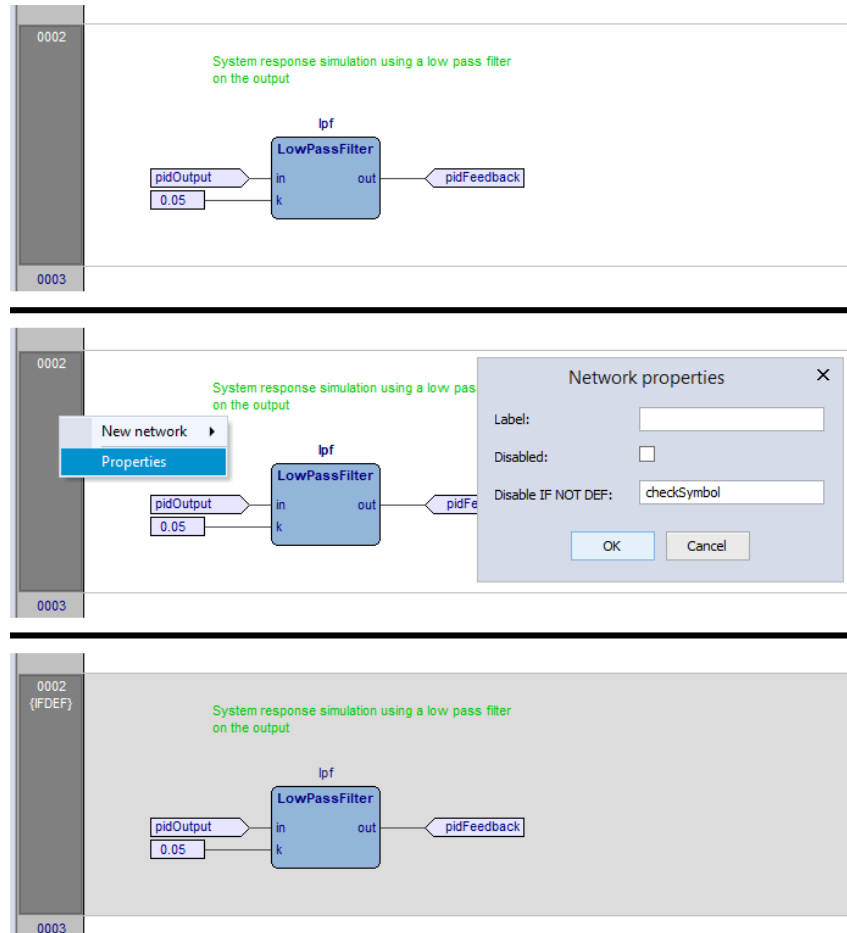 0002
System response simulation using a low pass filter
on the output
lpf
LowPassFilter
pidOutput
in
out
pidFeedback
0.05
k
0003
0002
System response simulation using a low pas
on the output
New network
Properties
lpf
LowPassFilter
pidOutput
in
out
pidFe
0.05
k
Network properties
Label:
Disabled:
Disable IF NOT DEF:
checkSymbol
OK
Cancel
0003
0002
{IFDEF}
System response simulation using a low pass filter
on the output
lpf
LowPassFilter
pidOutput
in
out
pidFeedback
0.05
k
0003